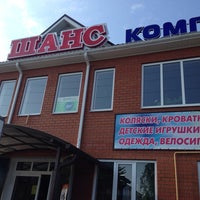 ШАНС КОМП
КОЛЯСКИ, КРОВАТК
ДЕТСКИЕ ИГРУШКИ
ОДЕЖДА, ВЕЛОСИП